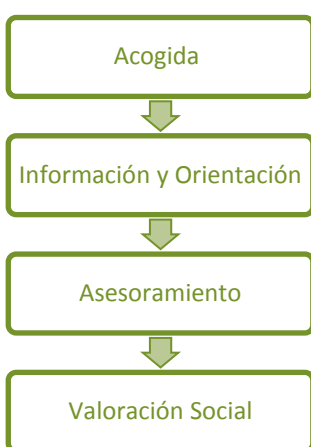 Acogida
Información y Orientación
Asesoramiento
Valoración Social